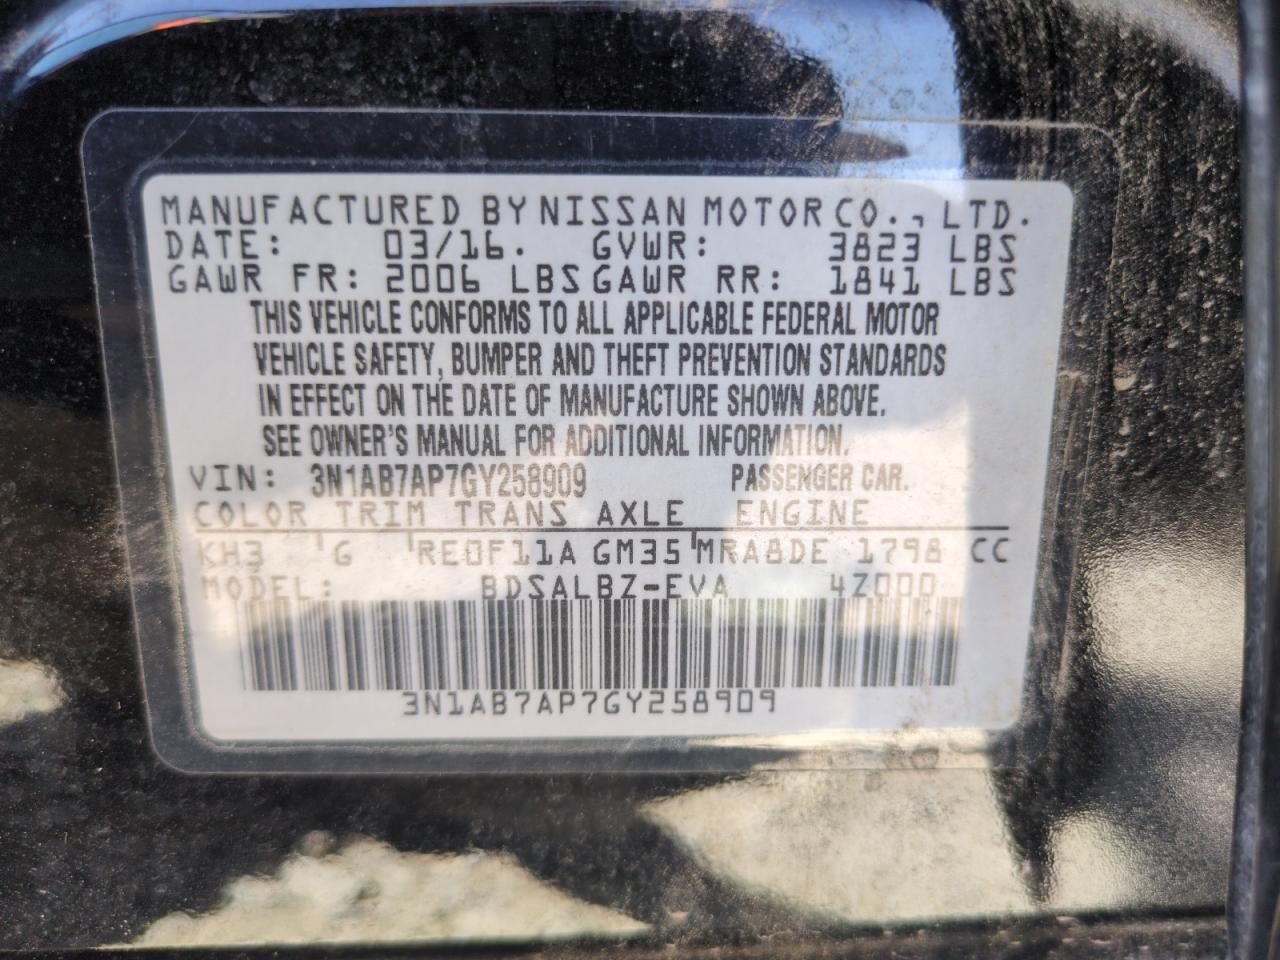 MANUFACTURED BY NISSAN MOTOR CO., LTD.
DATE: 03/16. GVWR: 3823 LBS
GAWR FR: 2006 LBS GAWR RR: 1841 LBS
THIS VEHICLE CONFORMS TO ALL APPLICABLE FEDERAL MOTOR
VEHICLE SAFETY, BUMPER AND THEFT PREVENTION STANDARDS
IN EFFECT ON THE DATE OF MANUFACTURE SHOWN ABOVE.
SEE OWNER'S MANUAL FOR ADDITIONAL INFORMATION.
VIN: 3N1AB7AP7GY258909 PASSENGER CAR.
COLOR TRIM TRANS AXLE ENGINE
KH3 G RE0F11A GM35 MRA8DE 1798 CC
MODEL: BDSALBZ-EVA 4Z000
3N1AB7AP7GY258909